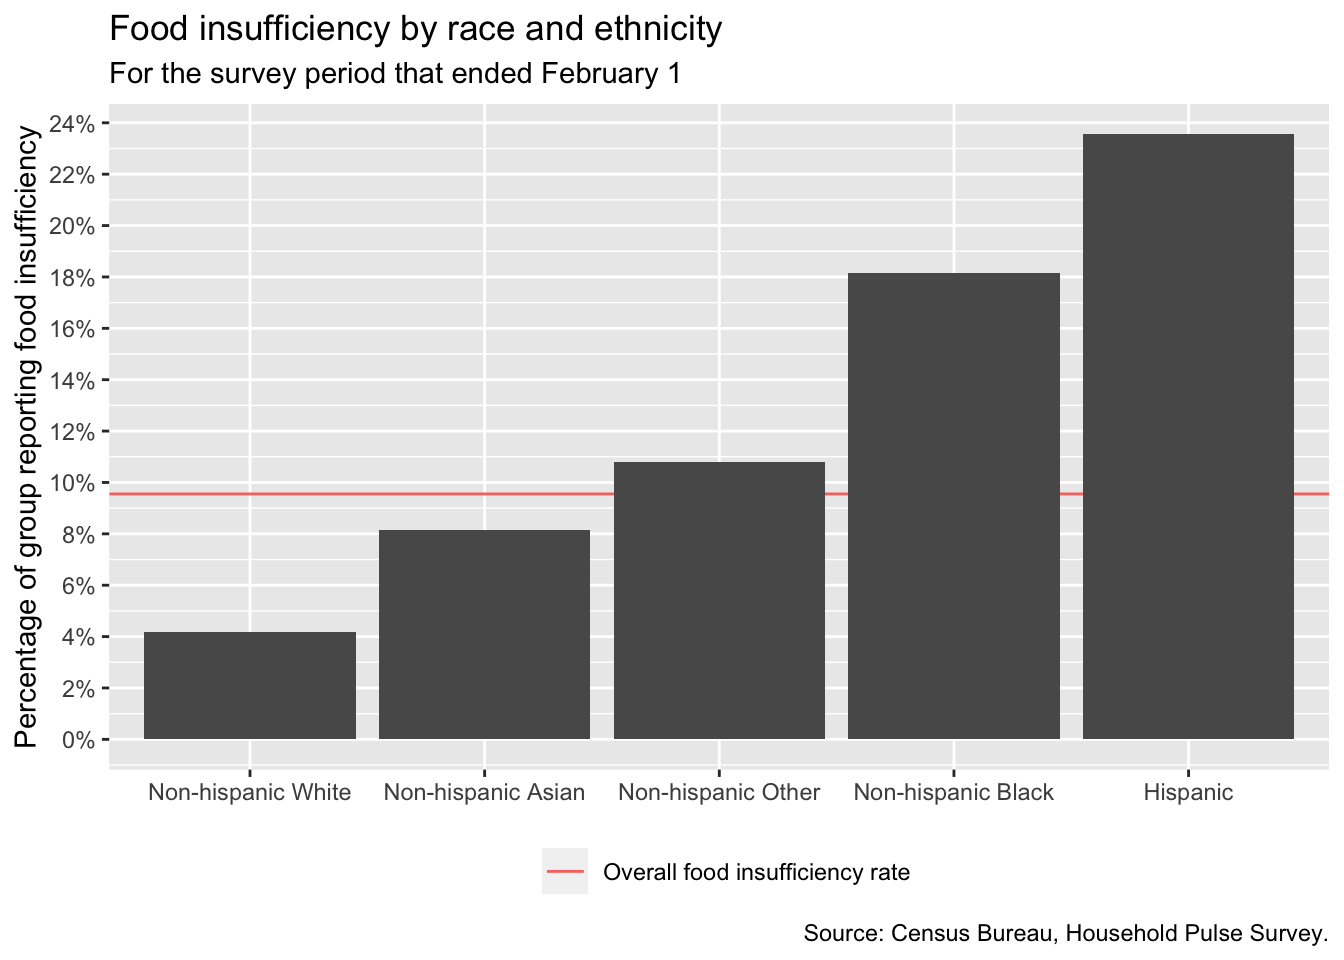 Food insufficiency by race and ethnicity
For the survey period that ended February 1
Percentage of group reporting food insufficiency
24%
22%
20%
18%
16%
14%
12%
10%
8%
6%
4%
2%
0%
Non-hispanic White
Non-hispanic Asian
Non-hispanic Other
Non-hispanic Black
Hispanic
Overall food insufficiency rate
Source: Census Bureau, Household Pulse Survey.